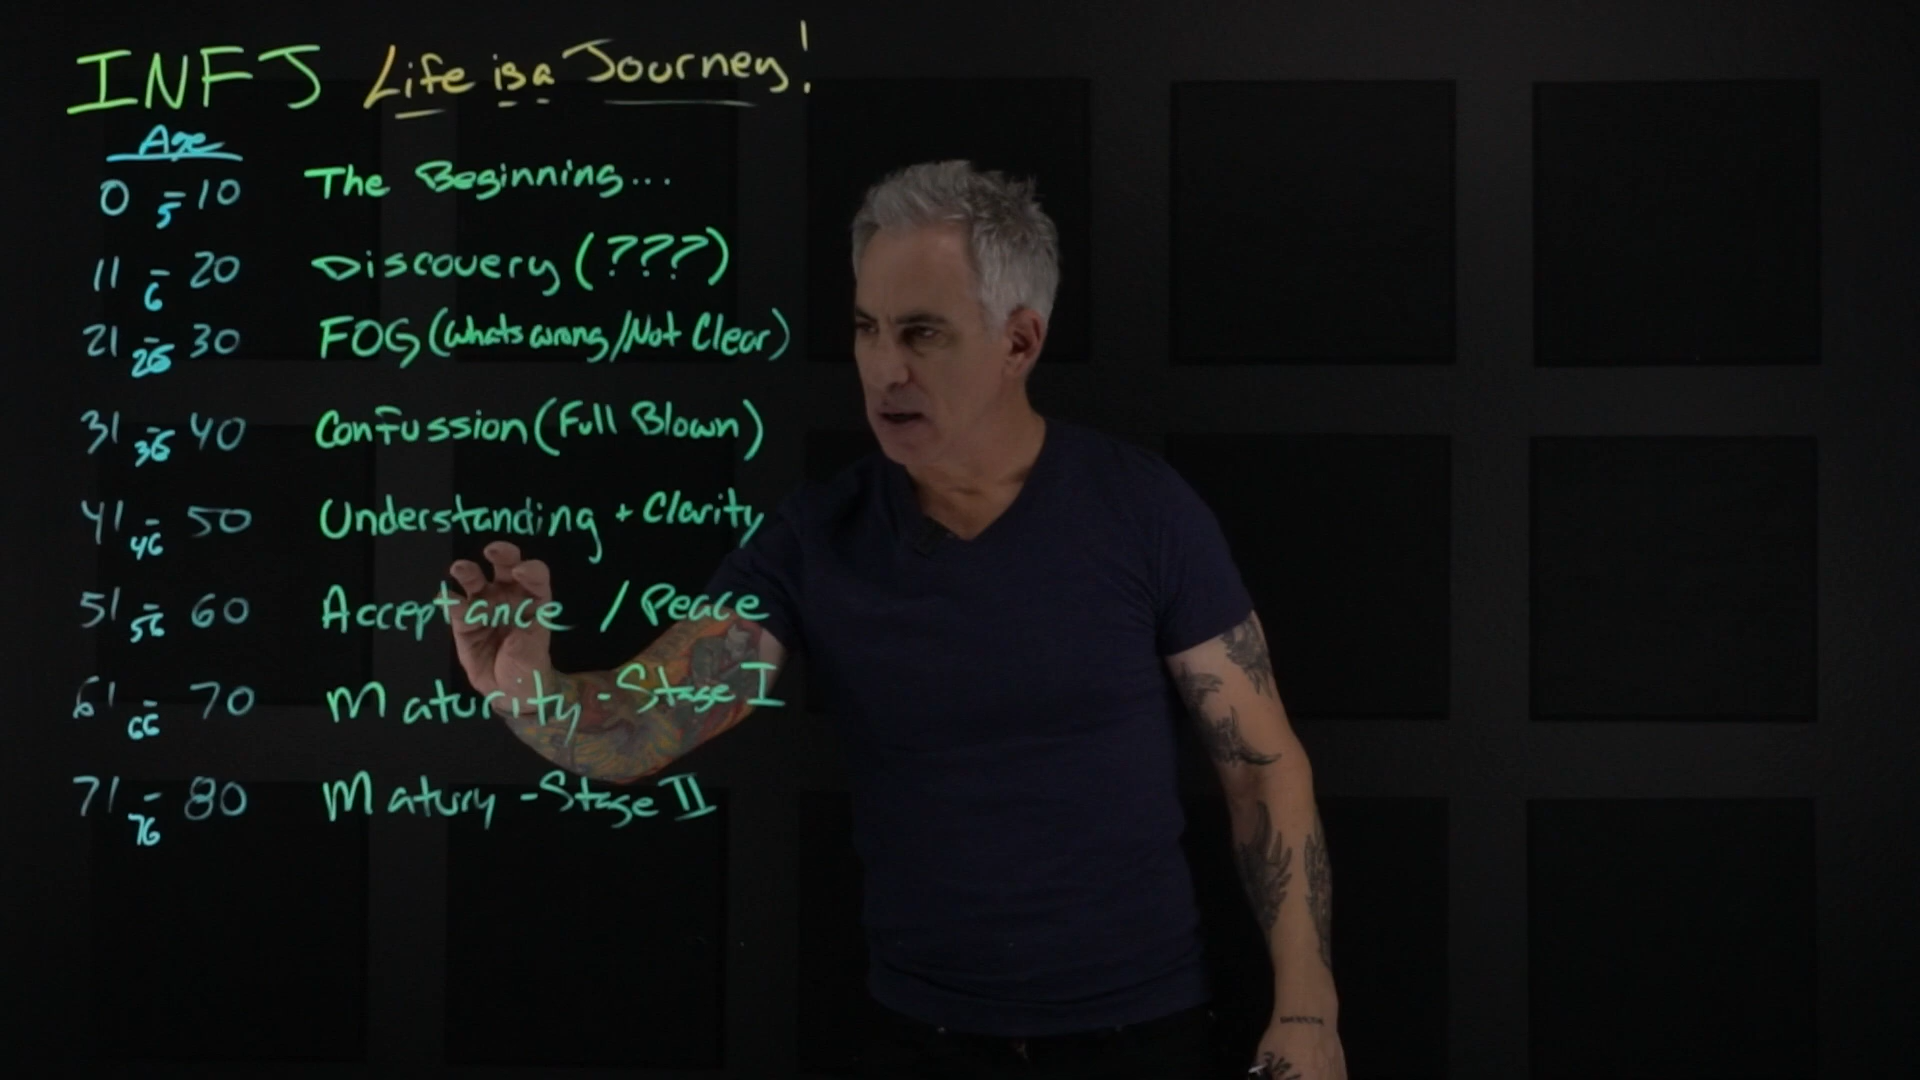 INFJ Life is a Journey!
Age
0 - 10 The Beginning...
5
11 - 20 Discovery (???)
6
21 - 30 FOG (Whats wrong/Not Clear)
26
31 - 40 Confussion (Full Blown)
36
41 - 50 Understanding + Clarity
46
51 - 60 Acceptance / Peace
56
61 - 70 Maturity - Stage I
66
71 - 80 Matury - Stage II
76